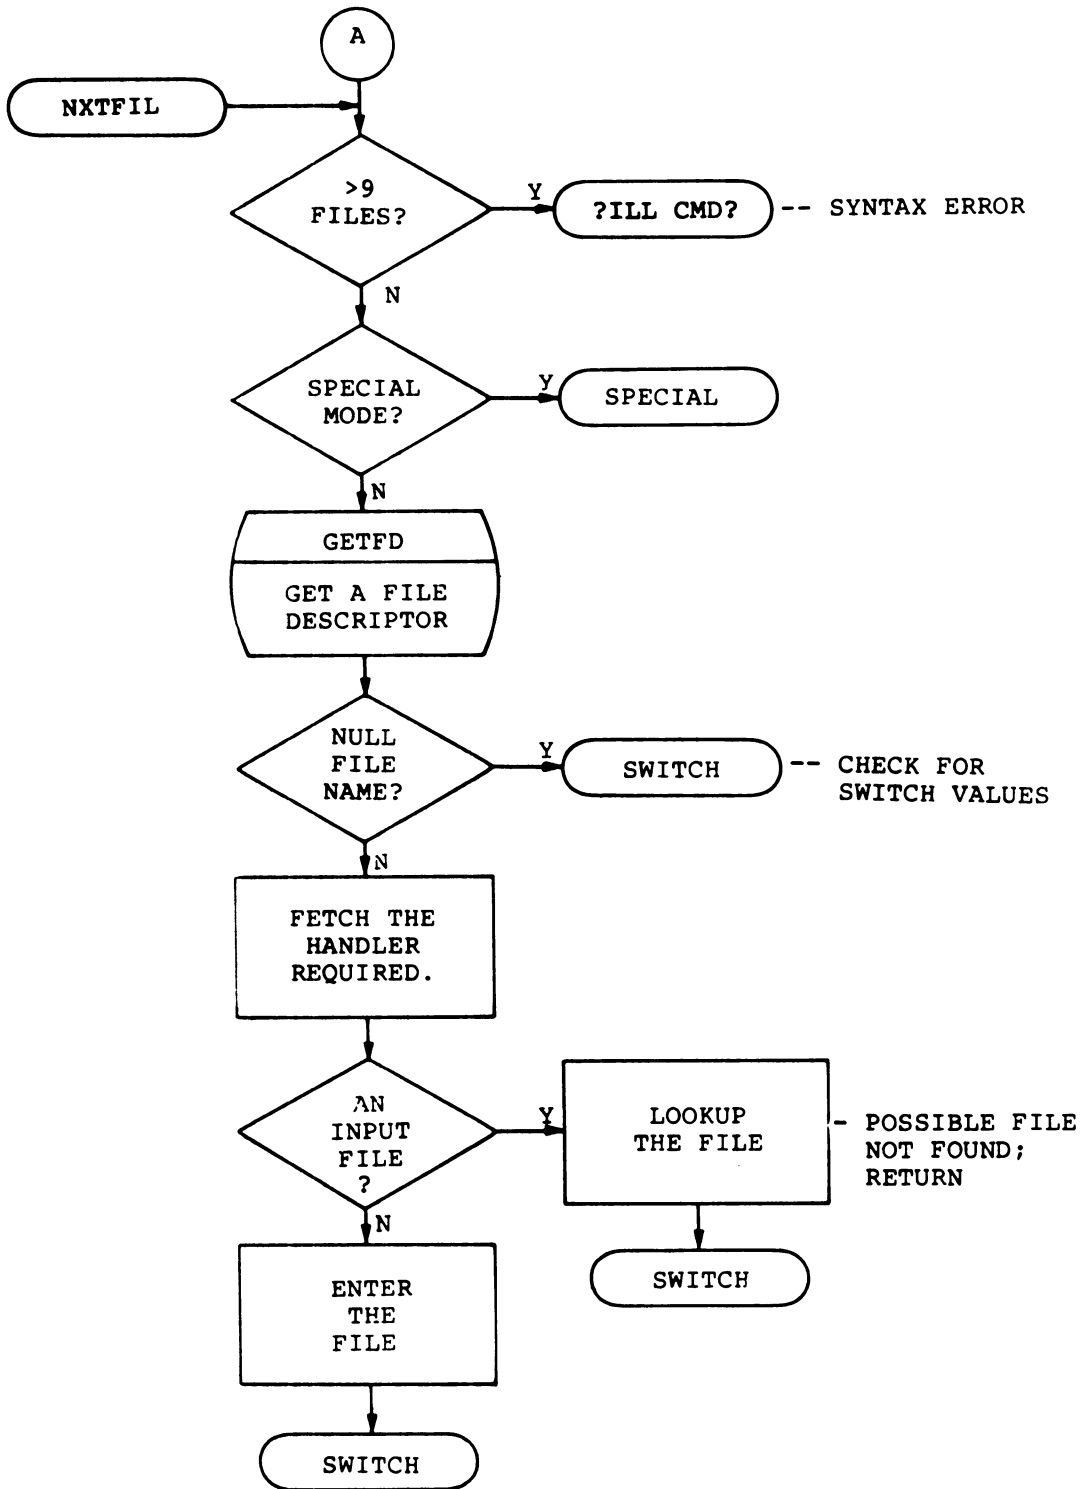 A
NXTFIL
>9
FILES?
Y
?ILL CMD?
-- SYNTAX ERROR
N
SPECIAL
MODE?
Y
SPECIAL
N
GETFD
GET A FILE
DESCRIPTOR
NULL
FILE
NAME?
Y
SWITCH
-- CHECK FOR
SWITCH VALUES
N
FETCH THE
HANDLER
REQUIRED.
AN
INPUT
FILE
?
Y
LOOKUP
THE FILE
- POSSIBLE FILE
NOT FOUND;
RETURN
N
SWITCH
ENTER
THE
FILE
SWITCH